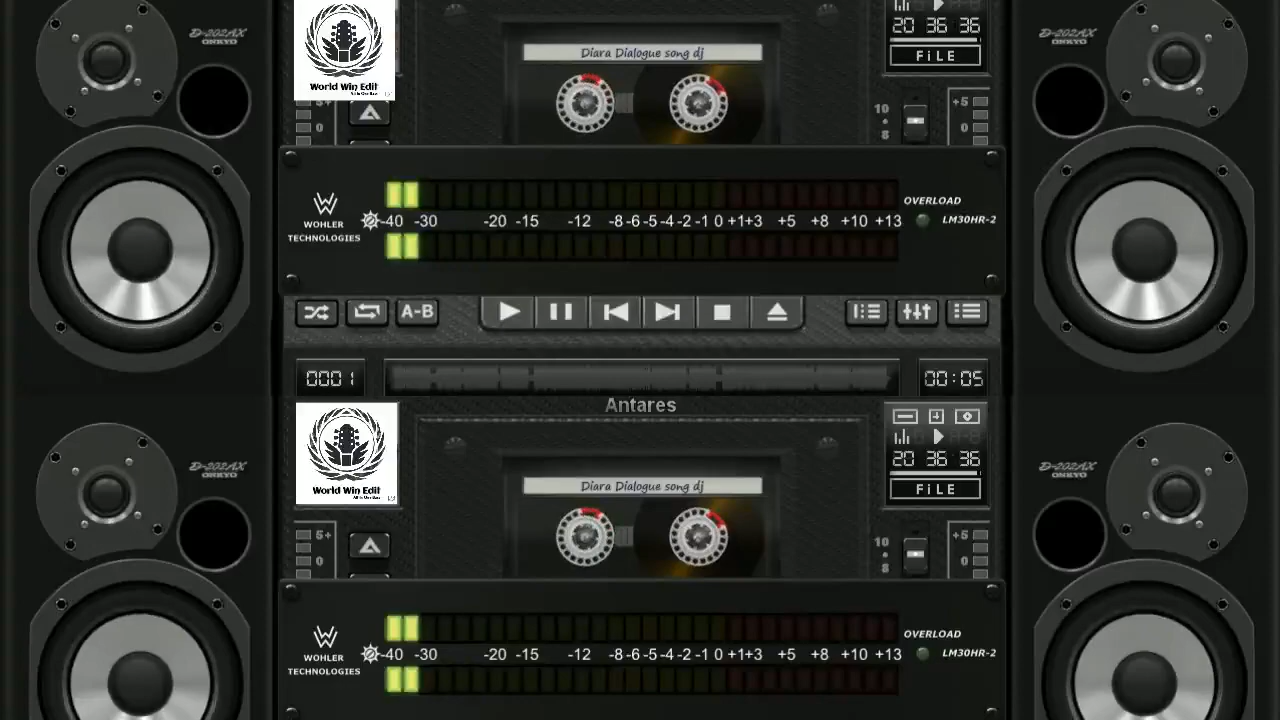 D-202AX
ONKYO
World Win Edit
Diara Dialogue song dj
20 36 36
FiLE
D-202AX
ONKYO
5+
0
10
8
+5
0
WOHLER
TECHNOLOGIES
-40 -30 -20 -15 -12 -8 -6 -5 -4 -2 -1 0 +1 +3 +5 +8 +10 +13
OVERLOAD
LM30HR-2
A-B
0001
00:05
Antares
D-202AX
ONKYO
World Win Edit
Diara Dialogue song dj
20 36 36
FiLE
D-202AX
ONKYO
5+
0
10
8
+5
0
WOHLER
TECHNOLOGIES
-40 -30 -20 -15 -12 -8 -6 -5 -4 -2 -1 0 +1 +3 +5 +8 +10 +13
OVERLOAD
LM30HR-2